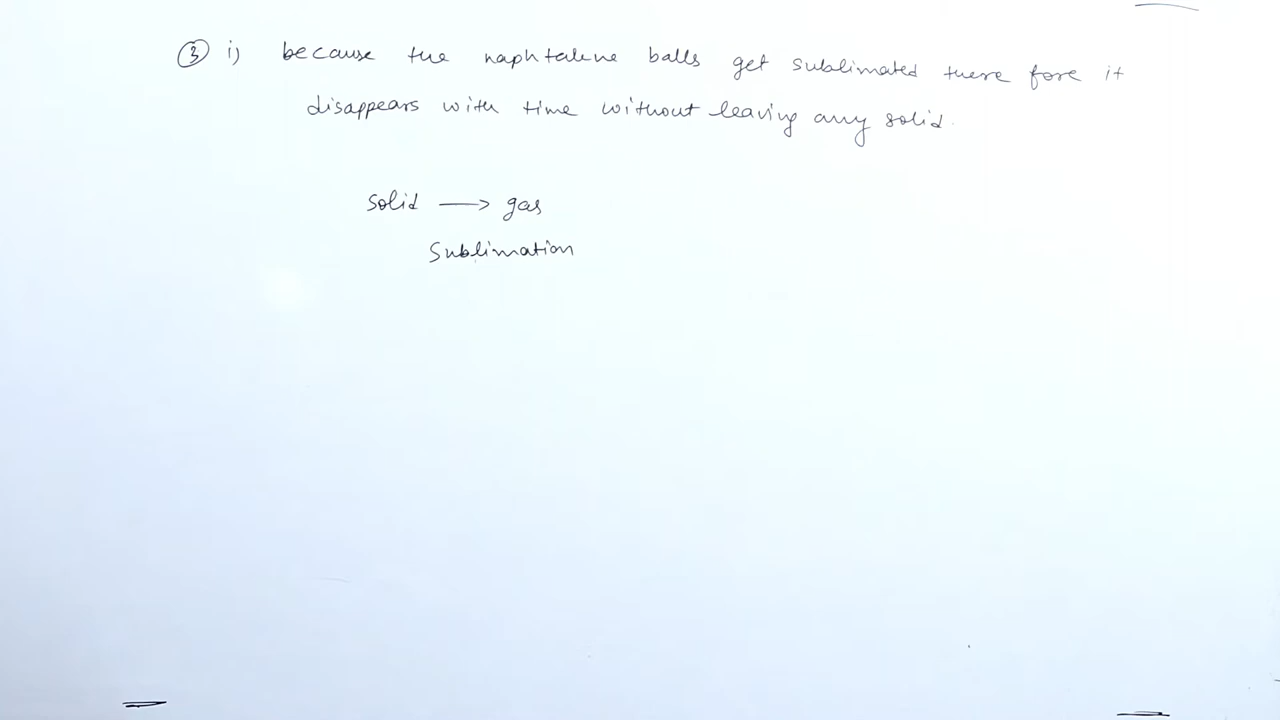 ③ i) because the naphtalene balls get sublimated there fore it
disappears with time without leaving any solid.
solid → gas
Sublimation